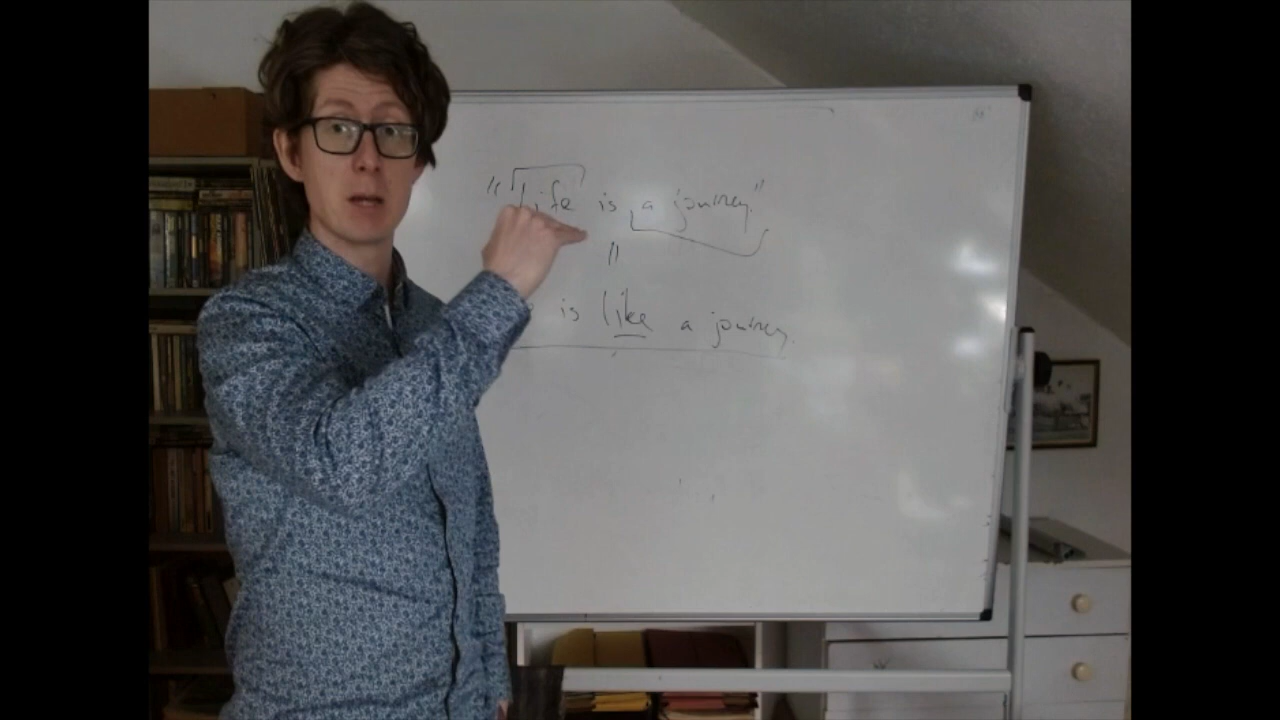 "Life is a journey."
"
is like a journey.